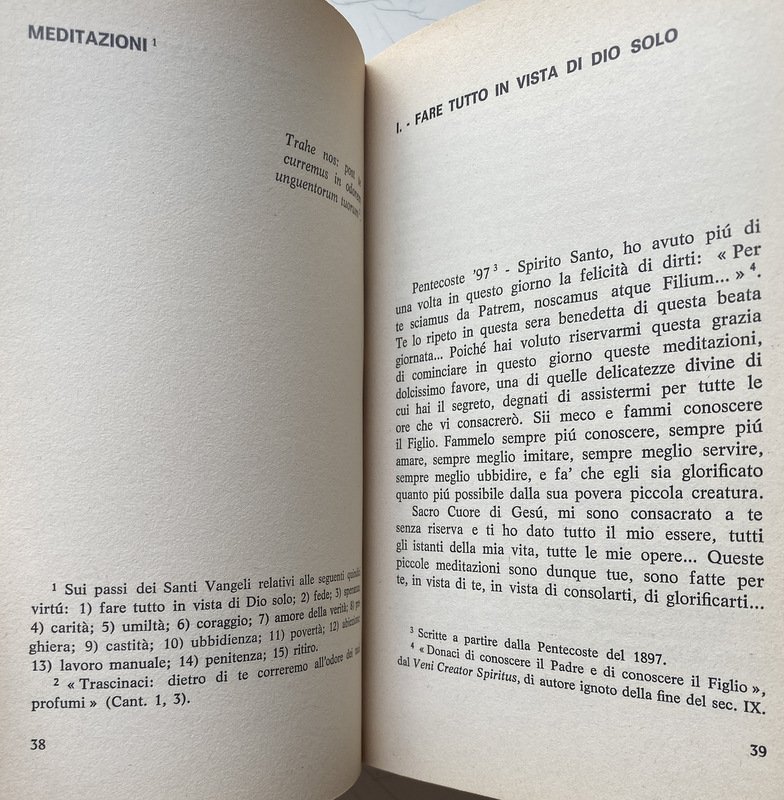 MEDITAZIONI ¹
Trahe nos: post te
curremus in odorem
unguentorum tuorum
¹ Sui passi dei Santi Vangeli relativi alle seguenti quindici
virtú: 1) fare tutto in vista di Dio solo; 2) fede; 3) speranza;
4) carità; 5) umiltà; 6) coraggio; 7) amore della verità; 8) pre-
ghiera; 9) castità; 10) ubbidienza; 11) povertà; 12) abiezione;
13) lavoro manuale; 14) penitenza; 15) ritiro.
² « Trascinaci: dietro di te correremo all'odore dei tuoi
profumi » (Cant. 1, 3).
38
I. - FARE TUTTO IN VISTA DI DIO SOLO
Pentecoste '97 ³ - Spirito Santo, ho avuto piú di
una volta in questo giorno la felicità di dirti: « Per
te sciamus da Patrem, noscamus atque Filium... » ⁴.
Te lo ripeto in questa sera benedetta di questa beata
giornata... Poiché hai voluto riservarmi questa grazia
di cominciare in questo giorno queste meditazioni,
dolcissimo favore, una di quelle delicatezze divine di
cui hai il segreto, degnati di assistermi per tutte le
ore che vi consacrerò. Sii meco e fammi conoscere
il Figlio. Fammelo sempre piú conoscere, sempre piú
amare, sempre meglio imitare, sempre meglio servire,
sempre meglio ubbidire, e fa' che egli sia glorificato
quanto piú possibile dalla sua povera piccola creatura.
Sacro Cuore di Gesú, mi sono consacrato a te
senza riserva e ti ho dato tutto il mio essere, tutti
gli istanti della mia vita, tutte le mie opere... Queste
piccole meditazioni sono dunque tue, sono fatte per
te, in vista di te, in vista di consolarti, di glorificarti...
³ Scritte a partire dalla Pentecoste del 1897.
⁴ « Donaci di conoscere il Padre e di conoscere il Figlio »,
dal Veni Creator Spiritus, di autore ignoto della fine del sec. IX.
39